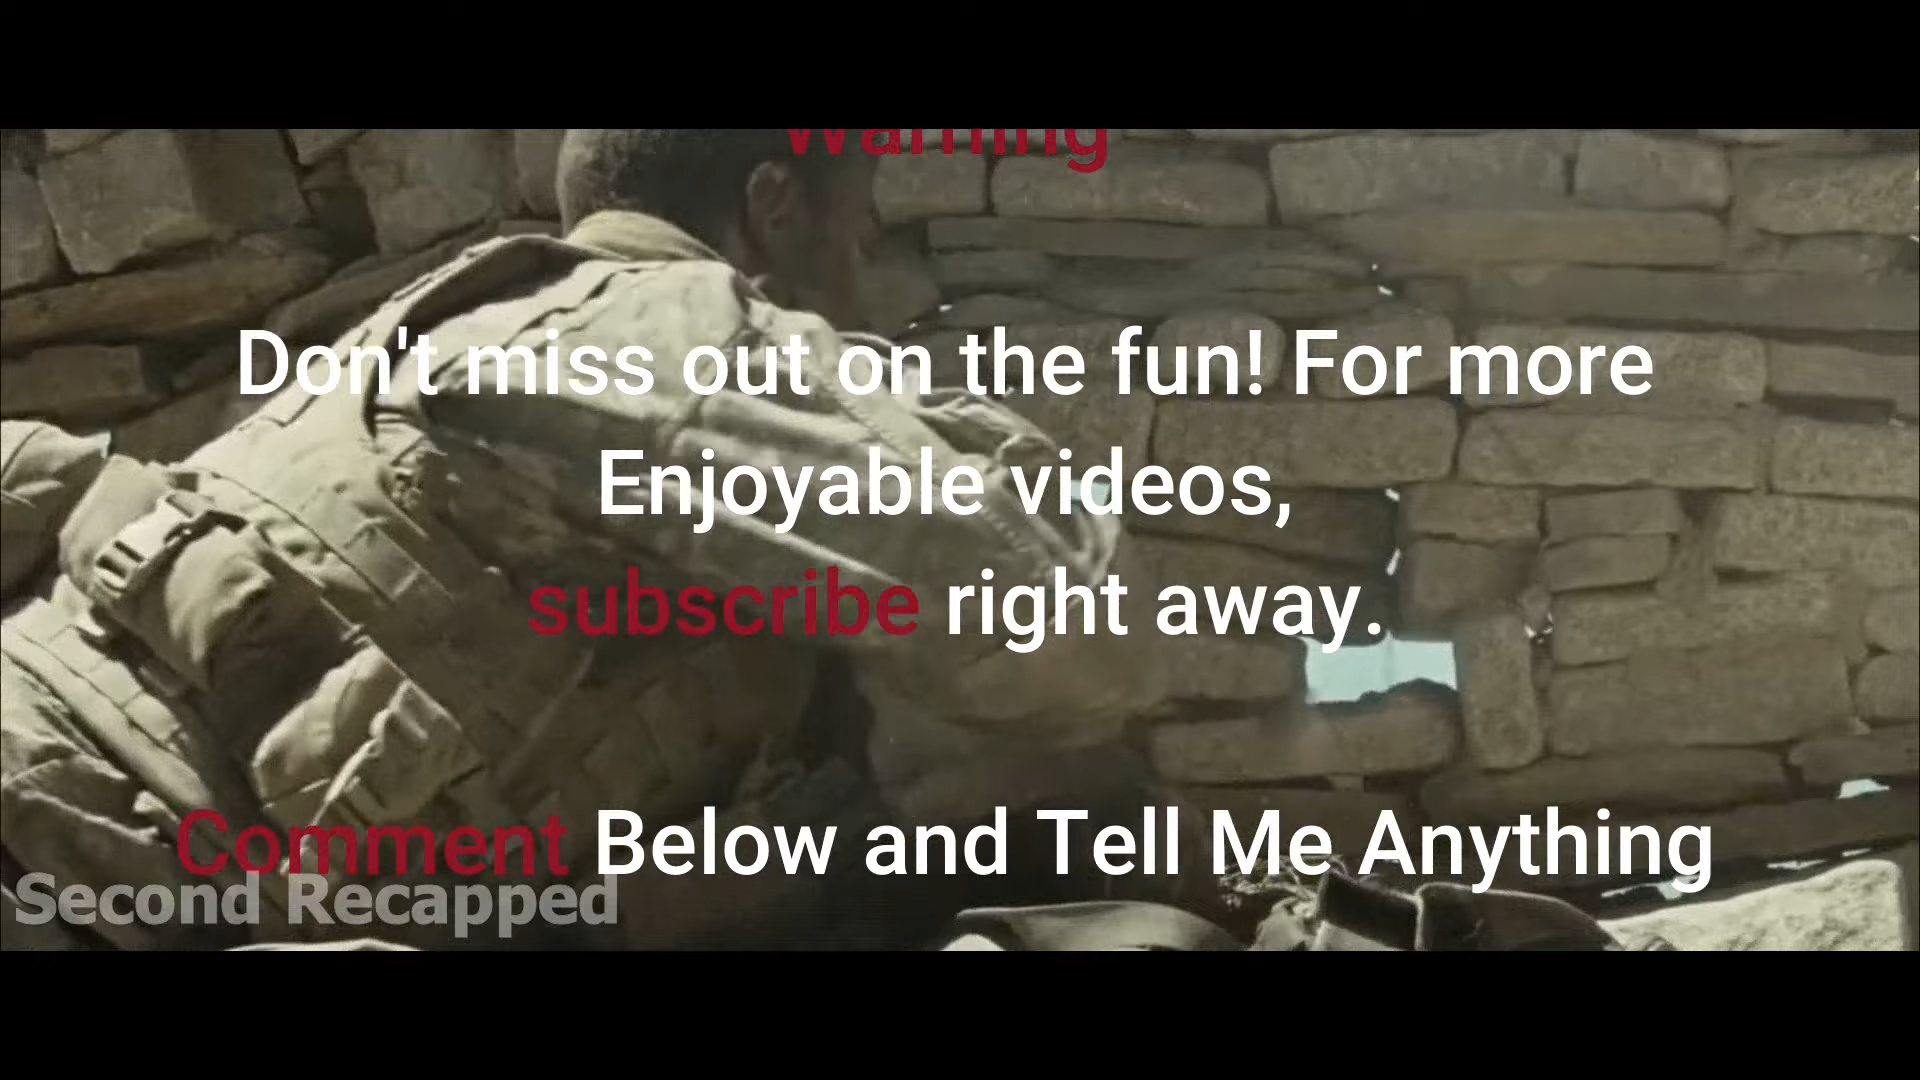 Warning
Don't miss out on the fun! For more
Enjoyable videos,
subscribe right away.
Comment Below and Tell Me Anything
Second Recapped